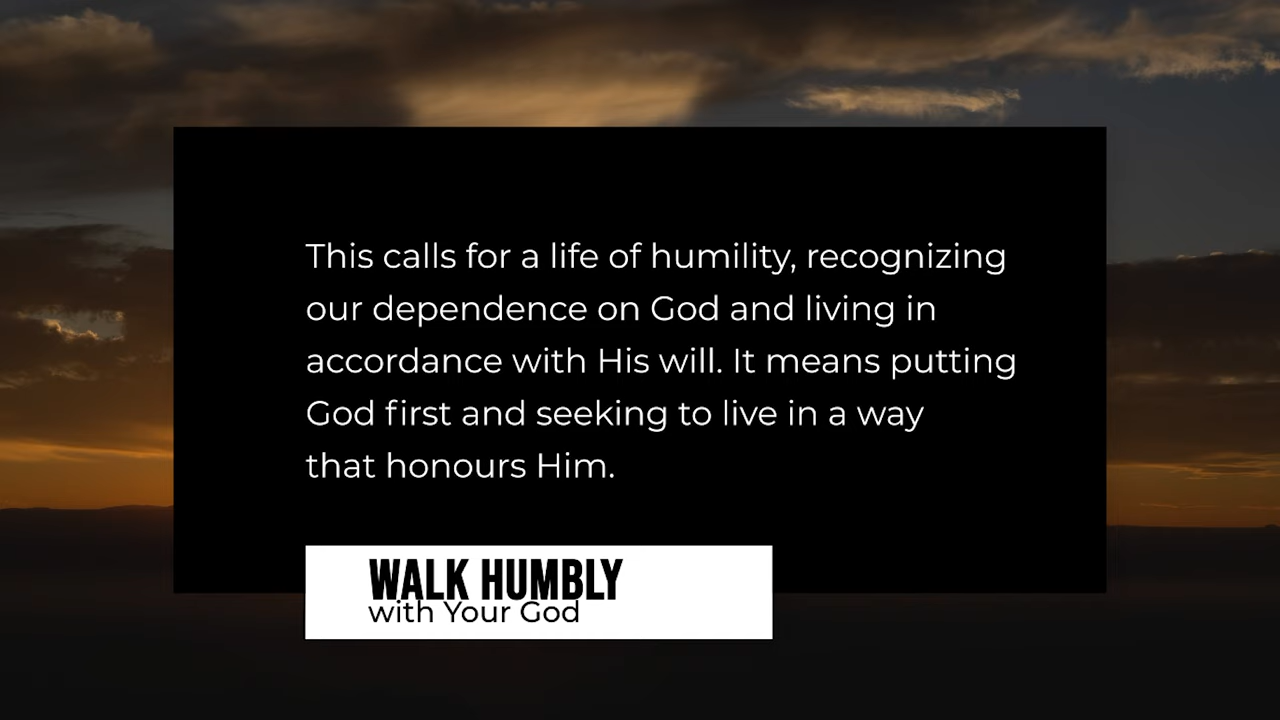 This calls for a life of humility, recognizing
our dependence on God and living in
accordance with His will. It means putting
God first and seeking to live in a way
that honours Him.
WALK HUMBLY
with Your God